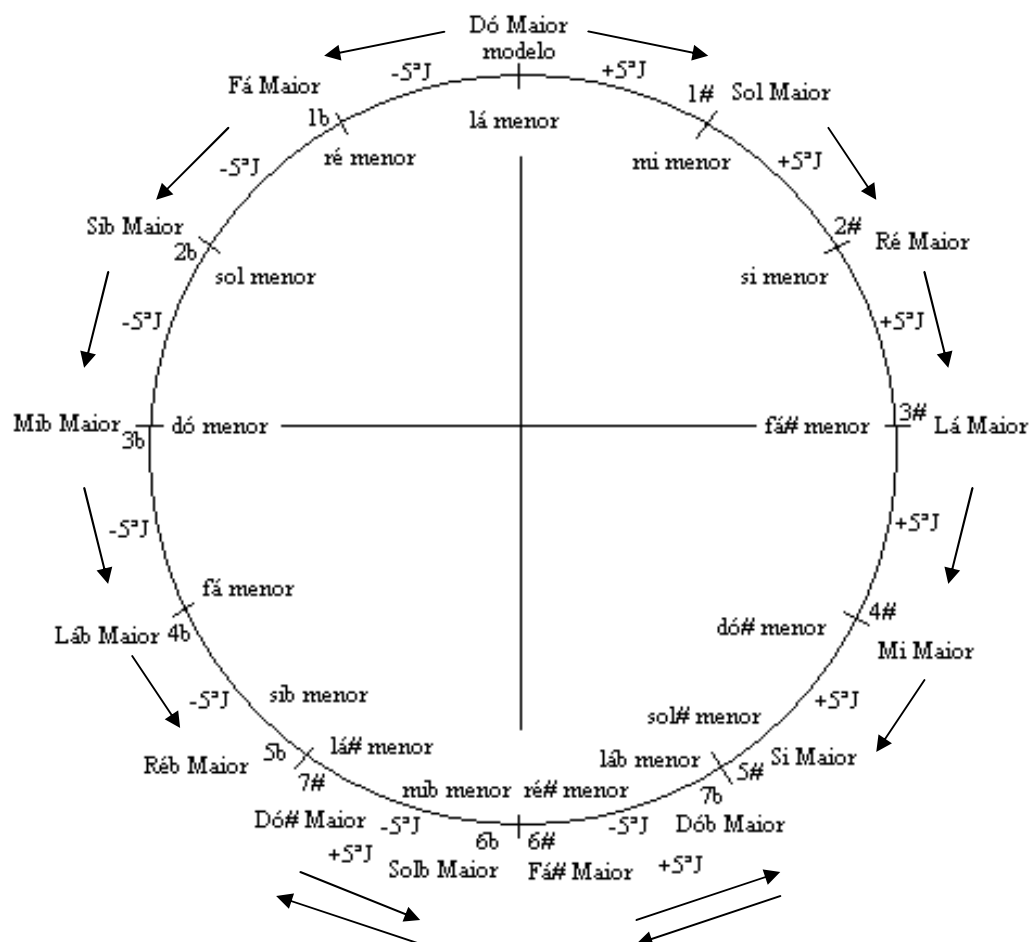 Dó Maior
modelo
-5ªJ
+5ªJ
Fá Maior
1b
1#
Sol Maior
lá menor
ré menor
mi menor
-5ªJ
+5ªJ
Sib Maior
2b
2#
Ré Maior
sol menor
si menor
-5ªJ
+5ªJ
Mib Maior
3b
dó menor
fá# menor
3#
Lá Maior
-5ªJ
+5ªJ
fá menor
Láb Maior
4b
dó# menor
4#
Mi Maior
-5ªJ
+5ªJ
sib menor
sol# menor
Réb Maior
5b
7#
lá# menor
láb menor
5#
7b
Si Maior
mib menor
ré# menor
Dó# Maior
-5ªJ
-5ªJ
Dób Maior
+5ªJ
6b
6#
+5ªJ
Solb Maior
Fá# Maior